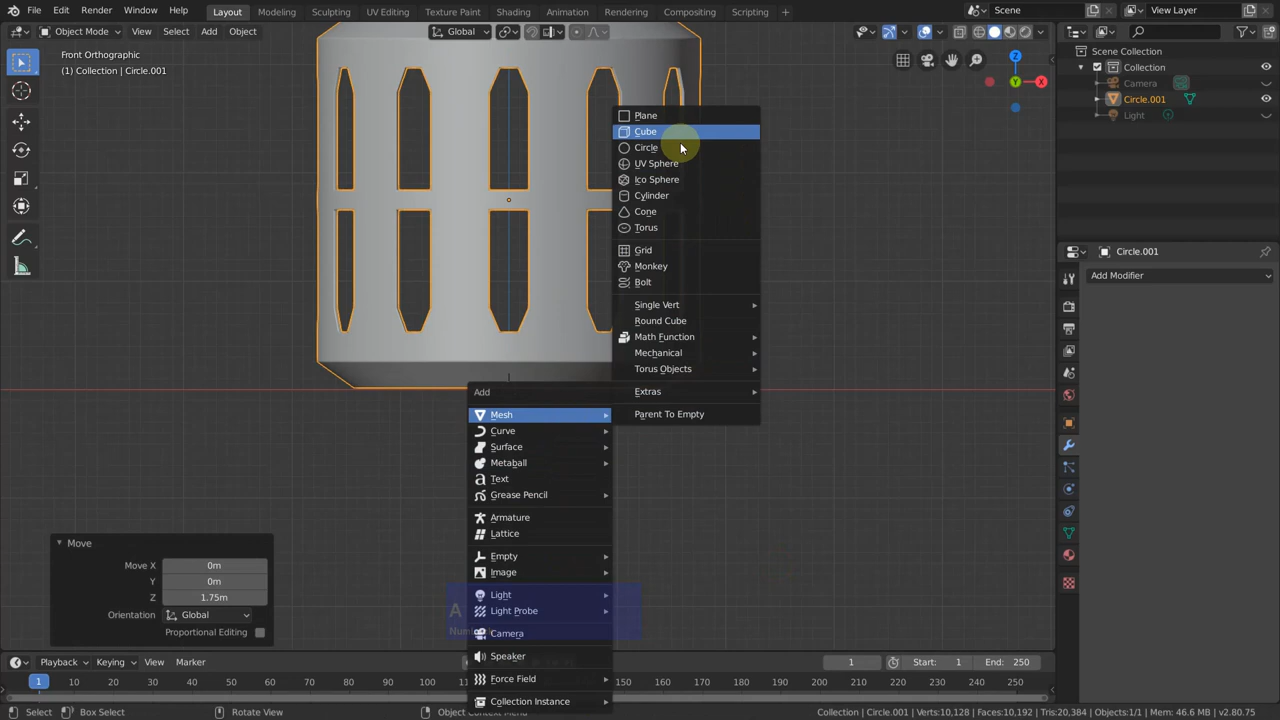 File Edit Render Window Help Layout Modeling Sculpting UV Editing Texture Paint Shading Animation Rendering Compositing Scripting + Scene View Layer
Object Mode View Select Add Object Global
Front Orthographic
(1) Collection | Circle.001
Z
X
Y
Scene Collection
Collection
Camera
Circle.001
Light
Circle.001
Add Modifier
Plane
Cube
Circle
UV Sphere
Ico Sphere
Cylinder
Cone
Torus
Grid
Monkey
Bolt
Single Vert
Round Cube
Math Function
Mechanical
Torus Objects
Extras
Parent To Empty
Add
Mesh
Curve
Surface
Metaball
Text
Grease Pencil
Armature
Lattice
Empty
Image
Light
Light Probe
Camera
Speaker
Force Field
Collection Instance
Move
Move X 0m
Y 0m
Z 1.75m
Orientation Global
Proportional Editing
A
Playback Keying View Marker 1 Start: 1 End: 250
1 10 20 30 40 50 60 70 80 90 100 110 120 130 140 150 160 170 180 190 200 210 220 230 240 250
Select Box Select Rotate View Object Context Menu Collection | Circle.001 | Verts:10,128 | Faces:10,192 | Tris:20,384 | Objects:1/1 | Mem: 46.6 MB | v2.80.75